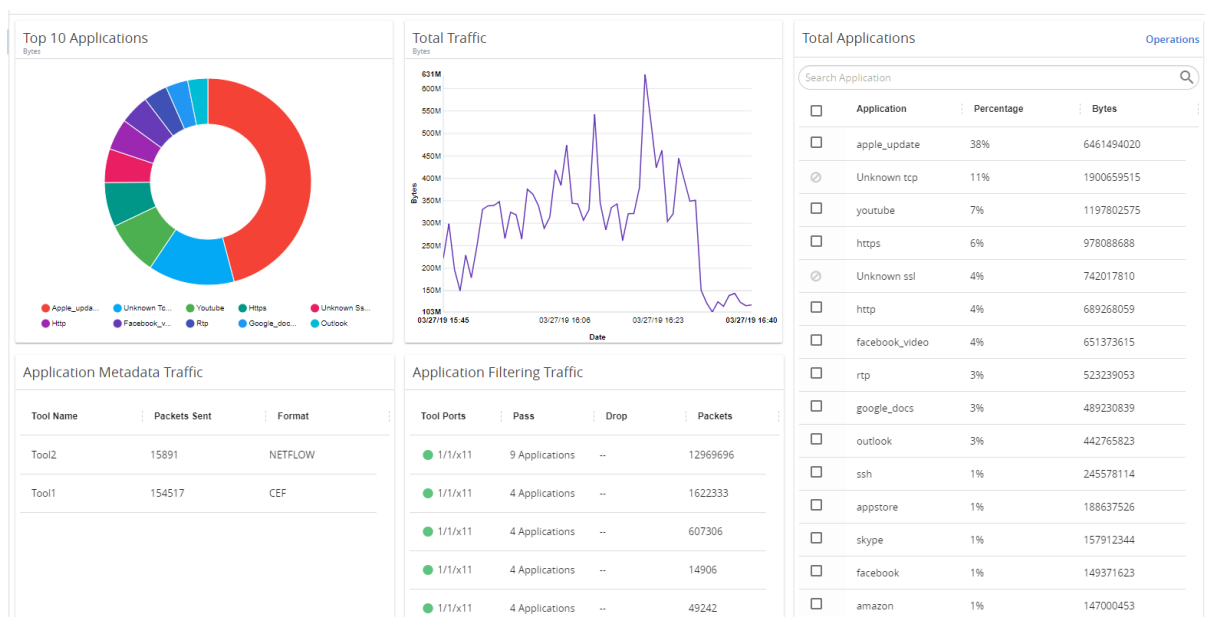 Top 10 Applications
Bytes
Apple_upda... Unknown Tc... Youtube Https Unknown Ss...
Http Facebook_v... Rtp Google_doc... Outlook
Total Traffic
Bytes
631M
600M
550M
500M
450M
400M
350M
300M
250M
200M
150M
103M
Bytes
03/27/19 15:45 03/27/19 16:06 03/27/19 16:23 03/27/19 16:40
Date
Total Applications Operations
Search Application
Application Percentage Bytes
apple_update 38% 6461494020
Unknown tcp 11% 1900659515
youtube 7% 1197802575
https 6% 978088688
Unknown ssl 4% 742017810
http 4% 689268059
facebook_video 4% 651373615
rtp 3% 523239053
google_docs 3% 489230839
outlook 3% 442765823
ssh 1% 245578114
appstore 1% 188637526
skype 1% 157912344
facebook 1% 149371623
amazon 1% 147000453
Application Metadata Traffic
Tool Name Packets Sent Format
Tool2 15891 NETFLOW
Tool1 154517 CEF
Application Filtering Traffic
Tool Ports Pass Drop Packets
1/1/x11 9 Applications -- 12969696
1/1/x11 4 Applications -- 1622333
1/1/x11 4 Applications -- 607306
1/1/x11 4 Applications -- 14906
1/1/x11 4 Applications -- 49242